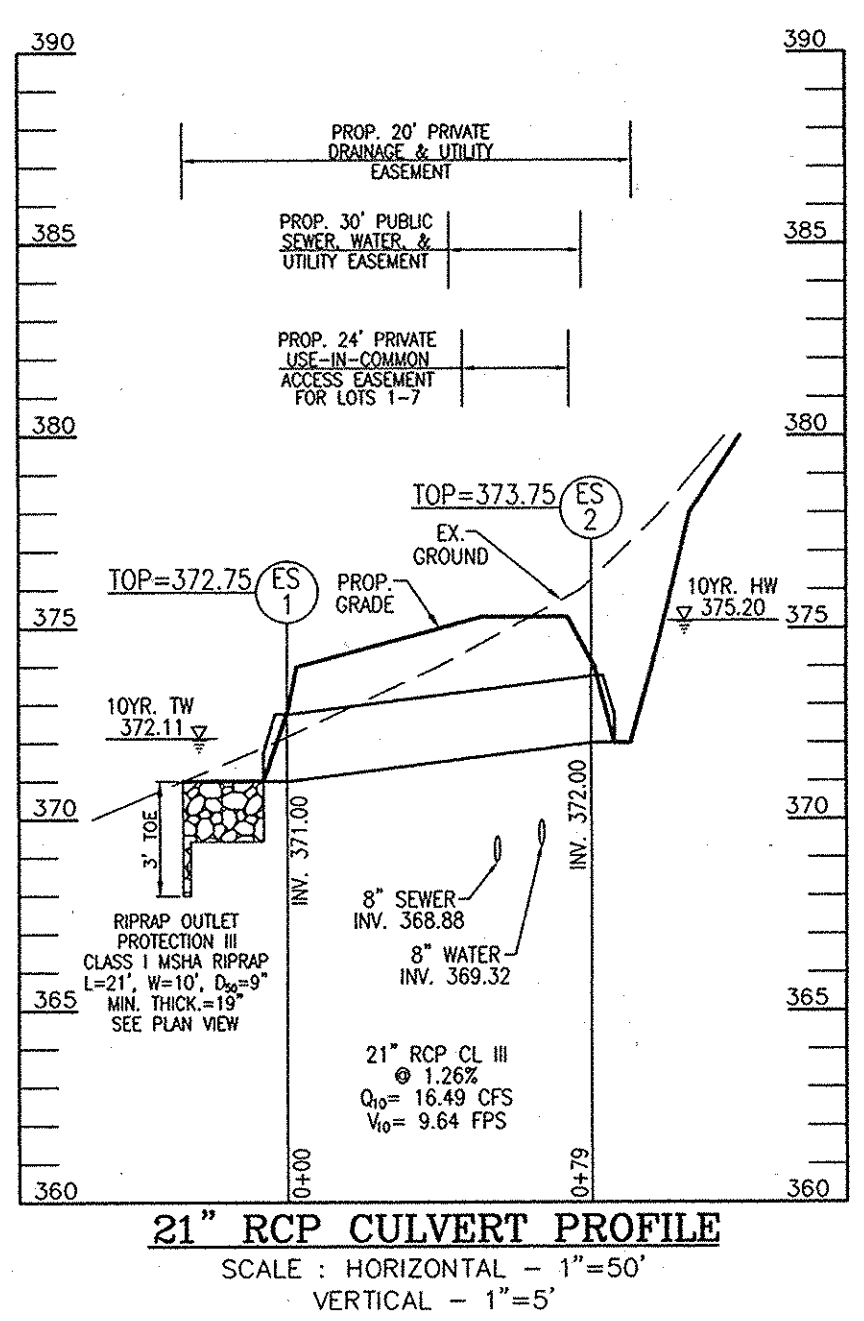 390
390
PROP. 20' PRIVATE
DRAINAGE & UTILITY
EASEMENT
PROP. 30' PUBLIC
SEWER, WATER, &
UTILITY EASEMENT
385
385
PROP. 24' PRIVATE
USE-IN-COMMON
ACCESS EASEMENT
FOR LOTS 1-7
380
380
TOP=373.75
ES
2
EX.
GROUND
TOP=372.75
ES
1
PROP.
GRADE
10YR. HW
375.20
375
375
10YR. TW
372.11
370
370
3' TOE
INV. 371.00
INV. 372.00
8" SEWER
INV. 368.88
8" WATER
INV. 369.32
RIPRAP OUTLET
PROTECTION III
CLASS I MSHA RIPRAP
L=21', W=10', D50=9"
MIN. THICK.=19"
SEE PLAN VIEW
365
365
21" RCP CL III
@ 1.26%
Q10= 16.49 CFS
V10= 9.64 FPS
0+00
0+79
360
360
21" RCP CULVERT PROFILE
SCALE : HORIZONTAL - 1"=50'
VERTICAL - 1"=5'